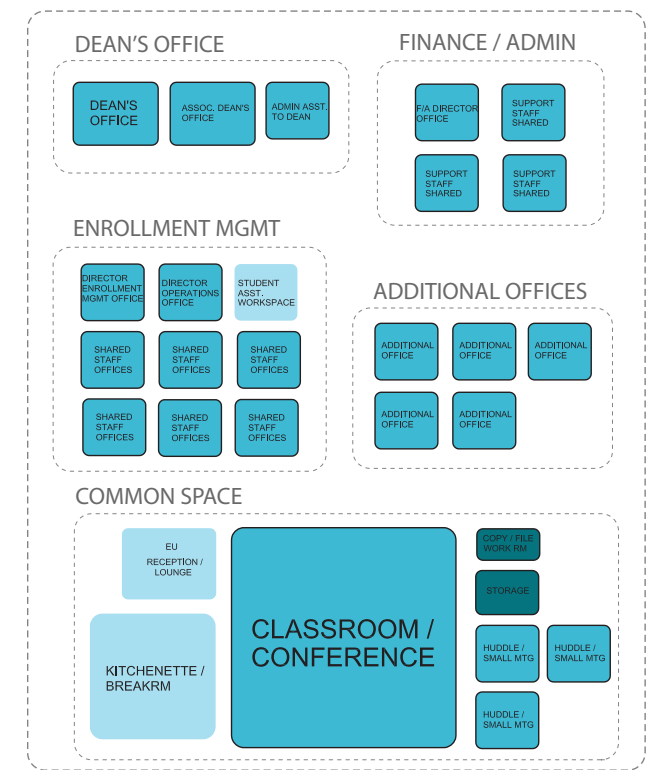 DEAN'S OFFICE
DEAN'S
OFFICE
ASSOC. DEAN'S
OFFICE
ADMIN ASST.
TO DEAN
FINANCE / ADMIN
F/A DIRECTOR
OFFICE
SUPPORT
STAFF
SHARED
SUPPORT
STAFF
SHARED
SUPPORT
STAFF
SHARED
ENROLLMENT MGMT
DIRECTOR
ENROLLMENT
MGMT OFFICE
DIRECTOR
OPERATIONS
OFFICE
STUDENT
ASST.
WORKSPACE
SHARED
STAFF
OFFICES
SHARED
STAFF
OFFICES
SHARED
STAFF
OFFICES
SHARED
STAFF
OFFICES
SHARED
STAFF
OFFICES
SHARED
STAFF
OFFICES
ADDITIONAL OFFICES
ADDITIONAL
OFFICE
ADDITIONAL
OFFICE
ADDITIONAL
OFFICE
ADDITIONAL
OFFICE
ADDITIONAL
OFFICE
COMMON SPACE
EU
RECEPTION /
LOUNGE
KITCHENETTE /
BREAKRM
CLASSROOM /
CONFERENCE
COPY / FILE
WORK RM
STORAGE
HUDDLE /
SMALL MTG
HUDDLE /
SMALL MTG
HUDDLE /
SMALL MTG